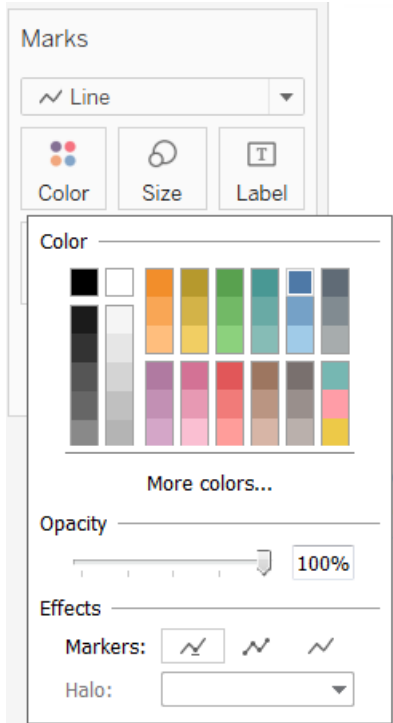 Marks
Line
Color Size Label
Color
More colors...
Opacity
100%
Effects
Markers:
Halo: